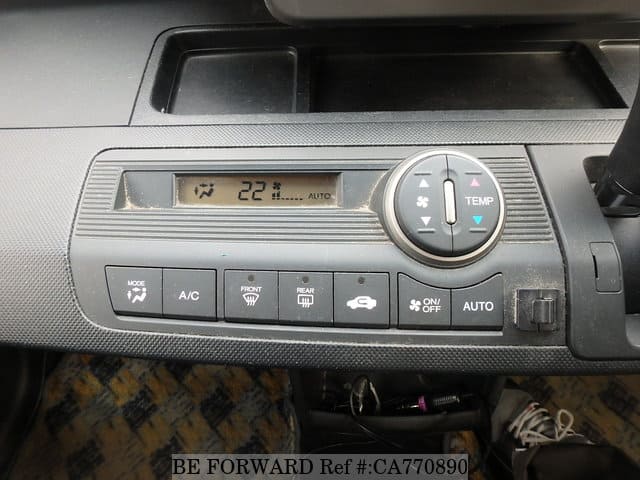 22 AUTO
TEMP
MODE
A/C
FRONT
REAR
ON/
OFF
AUTO
BE FORWARD Ref #:CA770890